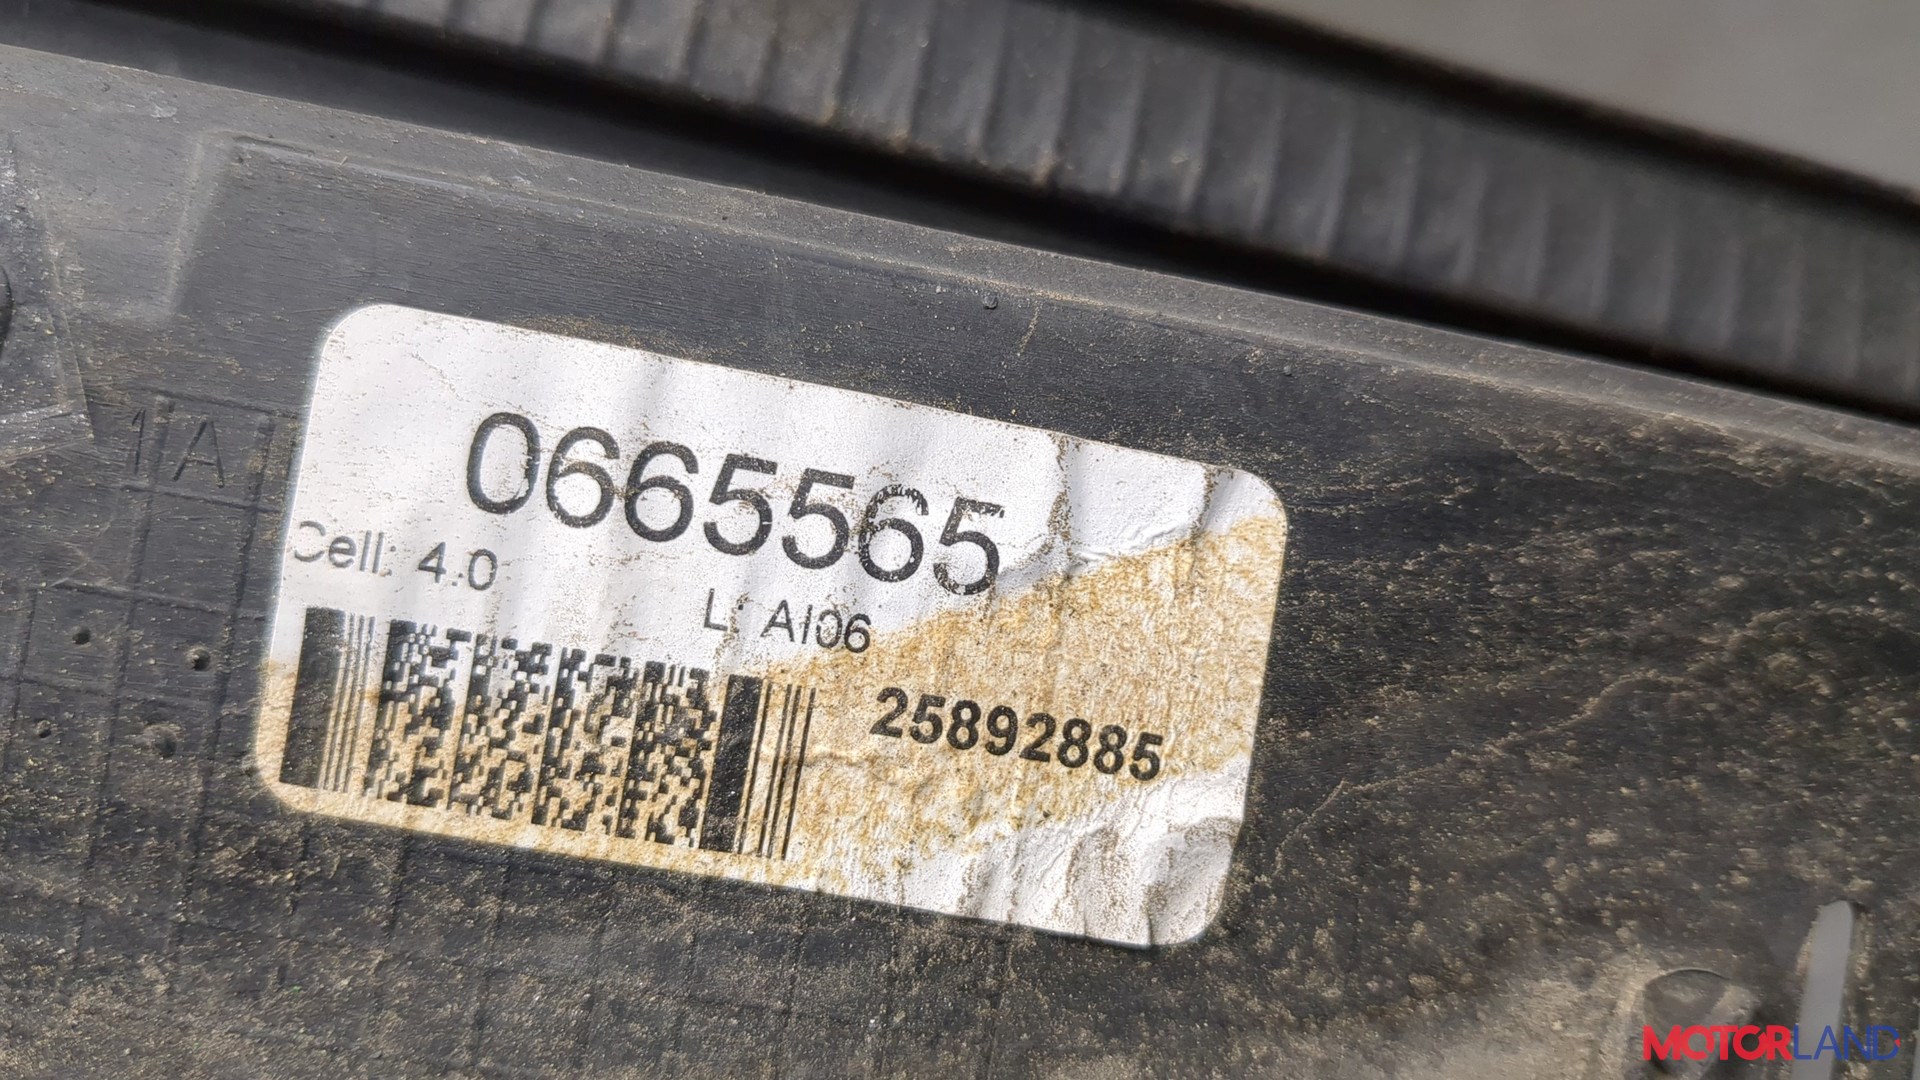 0665565
1A
Cell: 4.0
L: AI06
25892885
MOTORLAND